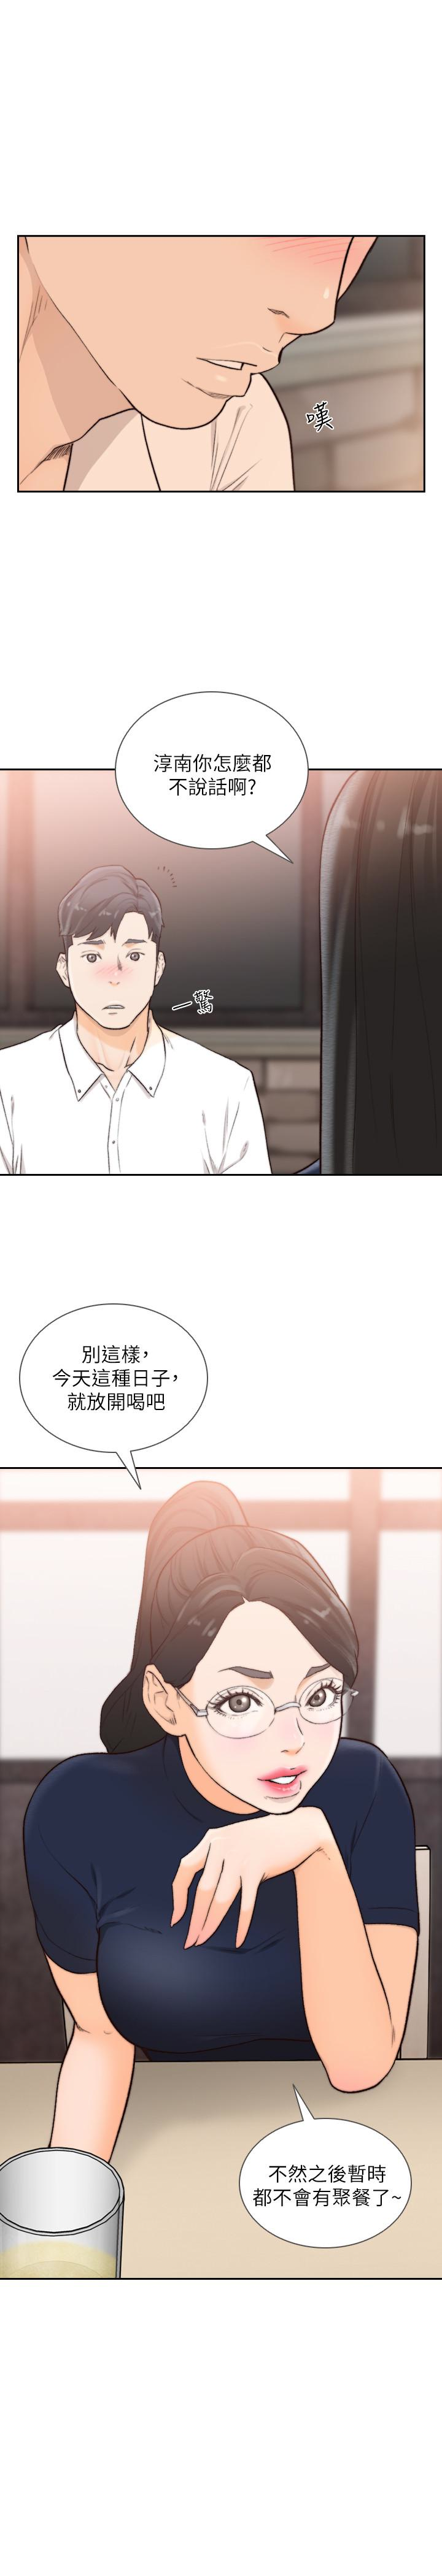 嘆
淳南你怎麼都
不說話啊?
一驚
別這樣,
今天這種日子,
就放開喝吧
不然之後暫時
都不會有聚餐了~